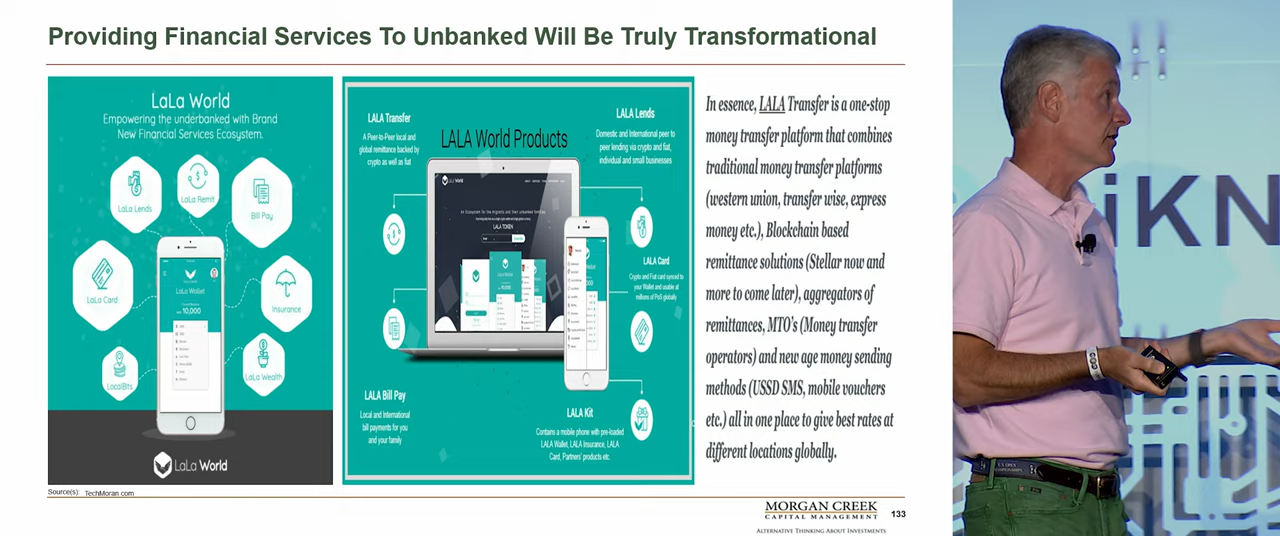 Providing Financial Services To Unbanked Will Be Truly Transformational
LaLa World
Empowering the underbanked with Brand
New Financial Services Ecosystem.
LaLa Lends
LaLa Remit
Bill Pay
LaLa Card
Insurance
LocalBits
LaLa Wealth
LaLa Wallet
10,000
LaLa World
LALA World Products
LALA Transfer
A Peer-to-Peer local and
global remittance backed by
crypto as well as fiat
LALA Lends
Domestic and International peer to
peer lending via crypto and fiat,
individual and small businesses
LALA TOKEN
LALA Card
Crypto and Fiat card synced to
your Wallet and usable at
millions of PoS globally
LALA Bill Pay
Local and International
bill payments for you
and your family
LALA Kit
Contains a mobile phone with pre-loaded
LALA Wallet, LALA Insurance, LALA
Card, Partners' products etc.
In essence, LALA Transfer is a one-stop
money transfer platform that combines
traditional money transfer platforms
(western union, transfer wise, express
money etc.), Blockchain based
remittance solutions (Stellar now and
more to come later), aggregators of
remittances, MTO's (Money transfer
operators) and new age money sending
methods (USSD SMS, mobile vouchers
etc.) all in one place to give best rates at
different locations globally.
Source(s): TechMoran.com
MORGAN CREEK
CAPITAL MANAGEMENT
ALTERNATIVE THINKING ABOUT INVESTMENTS
133
iKN